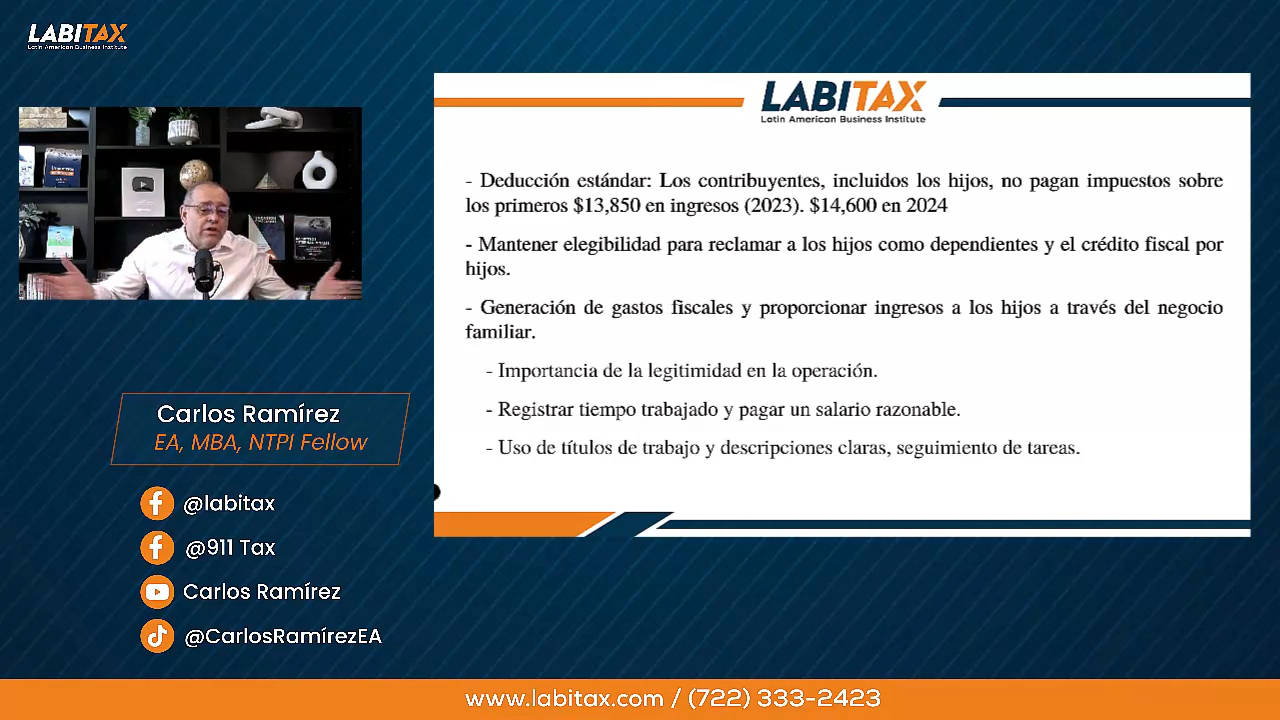 LABITAX
Latin American Business Institute
LABITAX
Latin American Business Institute
- Deducción estándar: Los contribuyentes, incluidos los hijos, no pagan impuestos sobre
los primeros $13,850 en ingresos (2023). $14,600 en 2024
- Mantener elegibilidad para reclamar a los hijos como dependientes y el crédito fiscal por
hijos.
- Generación de gastos fiscales y proporcionar ingresos a los hijos a través del negocio
familiar.
- Importancia de la legitimidad en la operación.
- Registrar tiempo trabajado y pagar un salario razonable.
- Uso de títulos de trabajo y descripciones claras, seguimiento de tareas.
Carlos Ramírez
EA, MBA, NTPI Fellow
@labitax
@911 Tax
Carlos Ramírez
@CarlosRamírezEA
www.labitax.com / (722) 333-2423